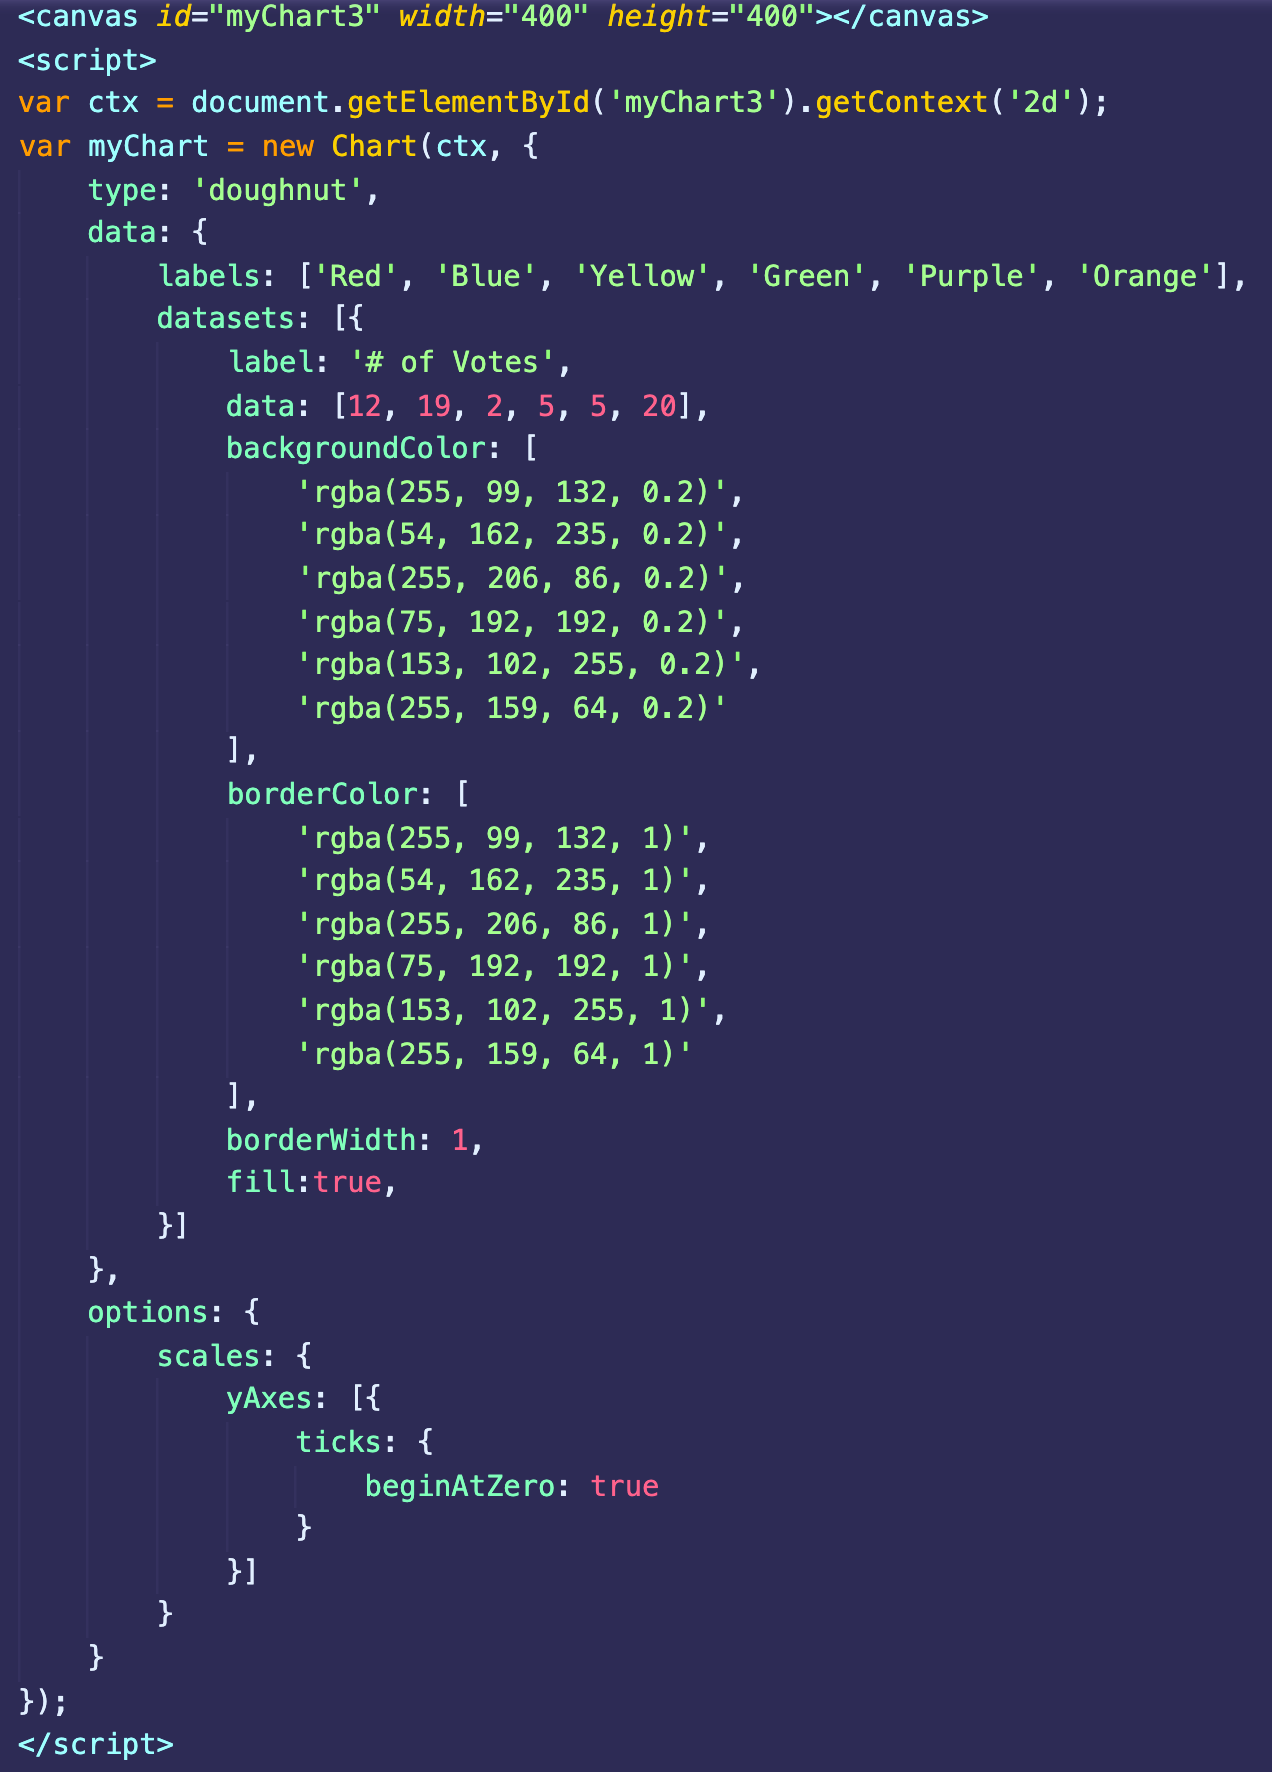 <canvas id="myChart3" width="400" height="400"></canvas>
<script>
var ctx = document.getElementById('myChart3').getContext('2d');
var myChart = new Chart(ctx, {
    type: 'doughnut',
    data: {
        labels: ['Red', 'Blue', 'Yellow', 'Green', 'Purple', 'Orange'],
        datasets: [{
            label: '# of Votes',
            data: [12, 19, 2, 5, 5, 20],
            backgroundColor: [
                'rgba(255, 99, 132, 0.2)',
                'rgba(54, 162, 235, 0.2)',
                'rgba(255, 206, 86, 0.2)',
                'rgba(75, 192, 192, 0.2)',
                'rgba(153, 102, 255, 0.2)',
                'rgba(255, 159, 64, 0.2)'
            ],
            borderColor: [
                'rgba(255, 99, 132, 1)',
                'rgba(54, 162, 235, 1)',
                'rgba(255, 206, 86, 1)',
                'rgba(75, 192, 192, 1)',
                'rgba(153, 102, 255, 1)',
                'rgba(255, 159, 64, 1)'
            ],
            borderWidth: 1,
            fill:true,
        }]
    },
    options: {
        scales: {
            yAxes: [{
                ticks: {
                    beginAtZero: true
                }
            }]
        }
    }
});
</script>